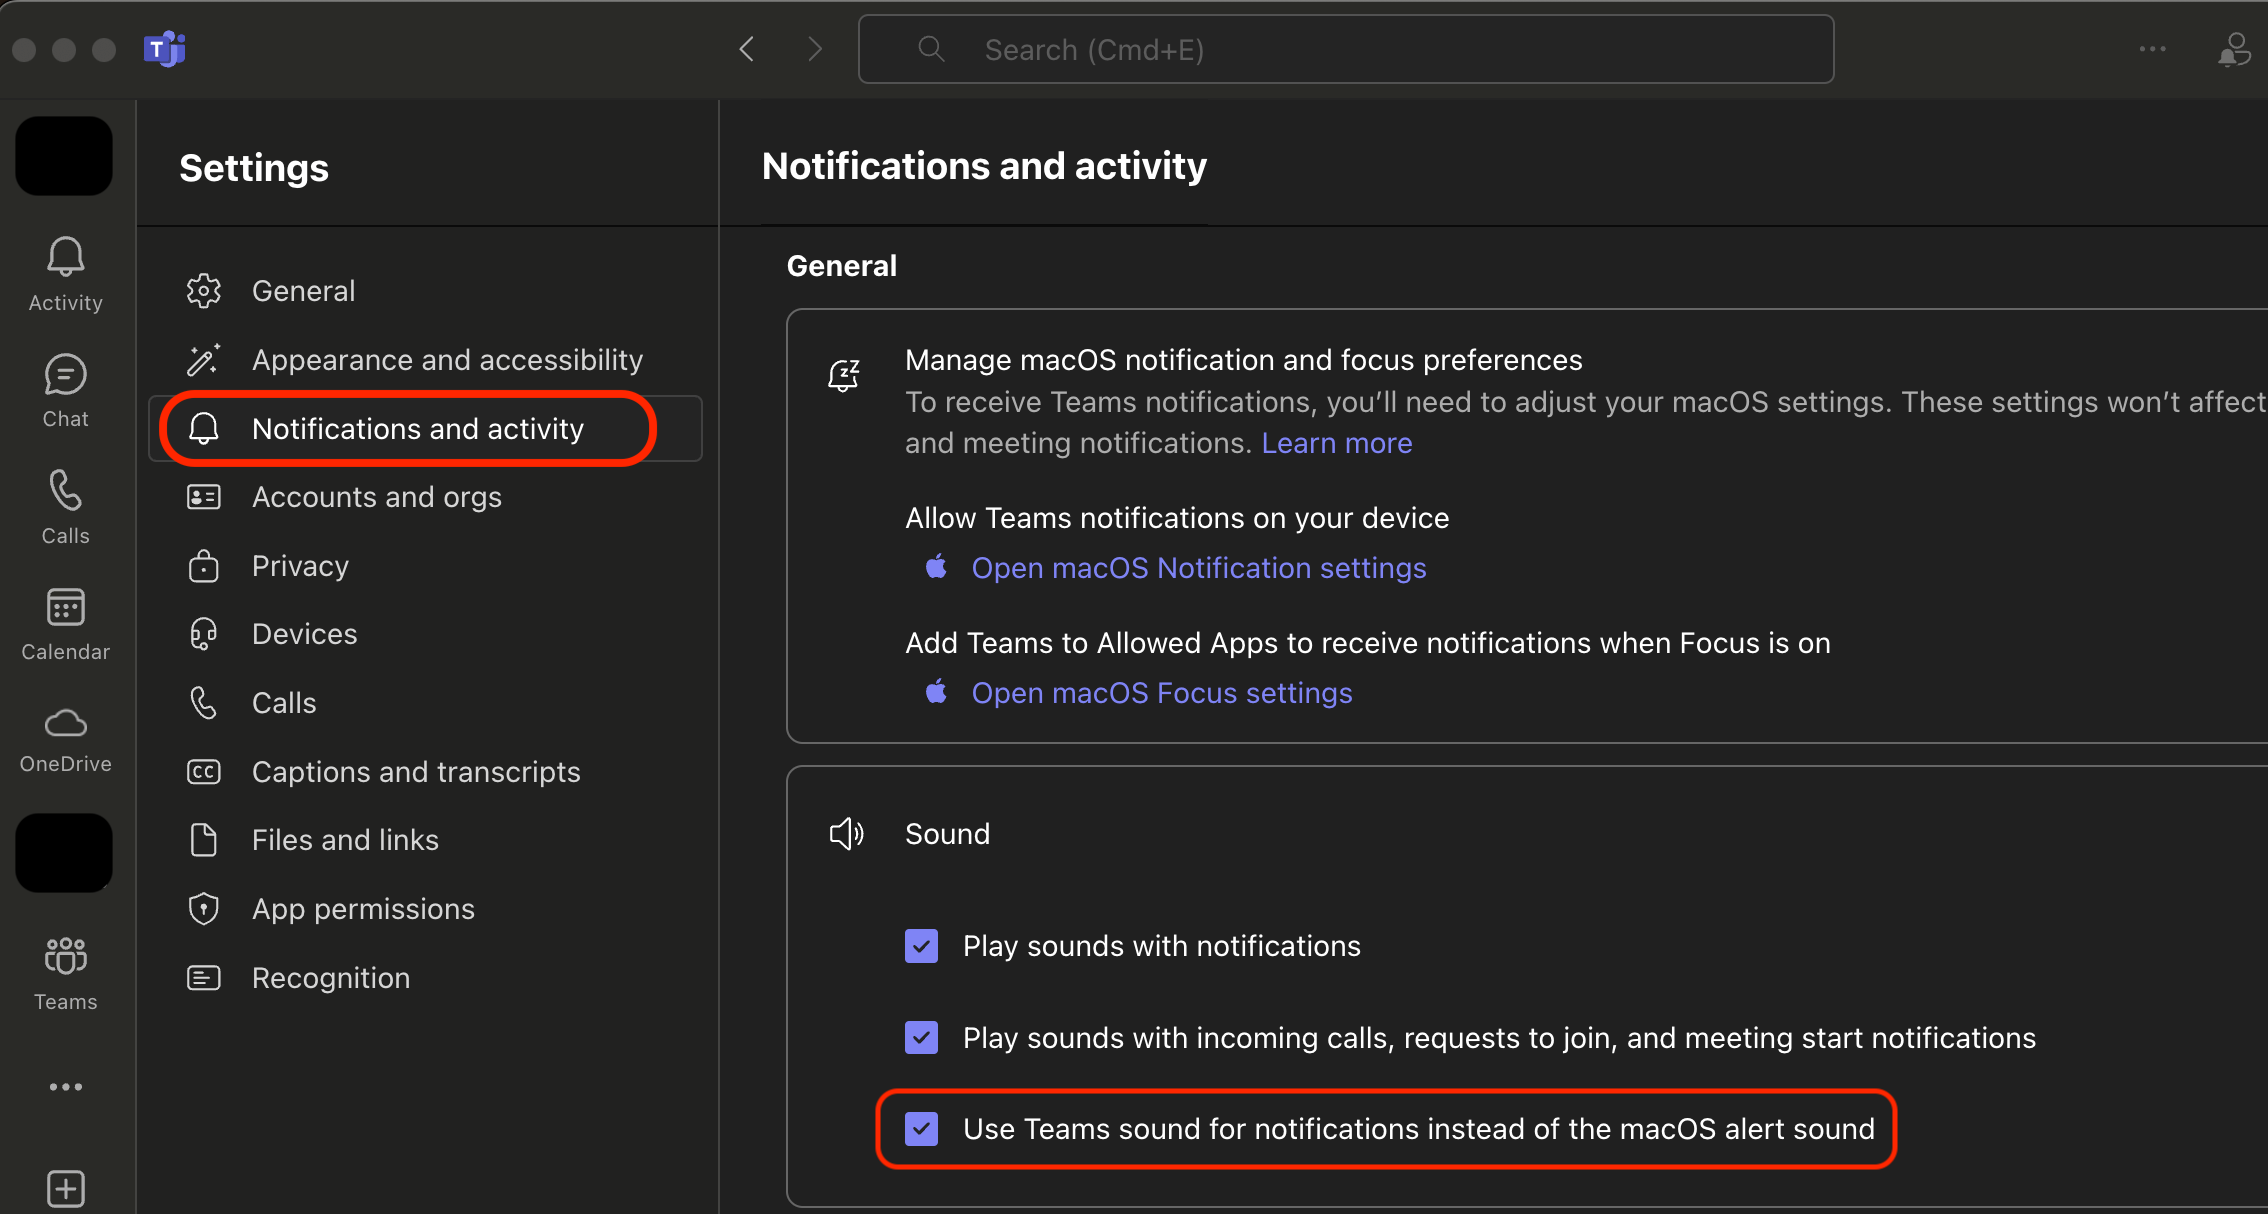 T
Search (Cmd+E)
Activity
Chat
Calls
Calendar
OneDrive
Teams
Settings
General
Appearance and accessibility
Notifications and activity
Accounts and orgs
Privacy
Devices
Calls
CC Captions and transcripts
Files and links
App permissions
Recognition
Notifications and activity
General
Manage macOS notification and focus preferences
To receive Teams notifications, you’ll need to adjust your macOS settings. These settings won’t affect
and meeting notifications. Learn more
Allow Teams notifications on your device
Open macOS Notification settings
Add Teams to Allowed Apps to receive notifications when Focus is on
Open macOS Focus settings
Sound
Play sounds with notifications
Play sounds with incoming calls, requests to join, and meeting start notifications
Use Teams sound for notifications instead of the macOS alert sound